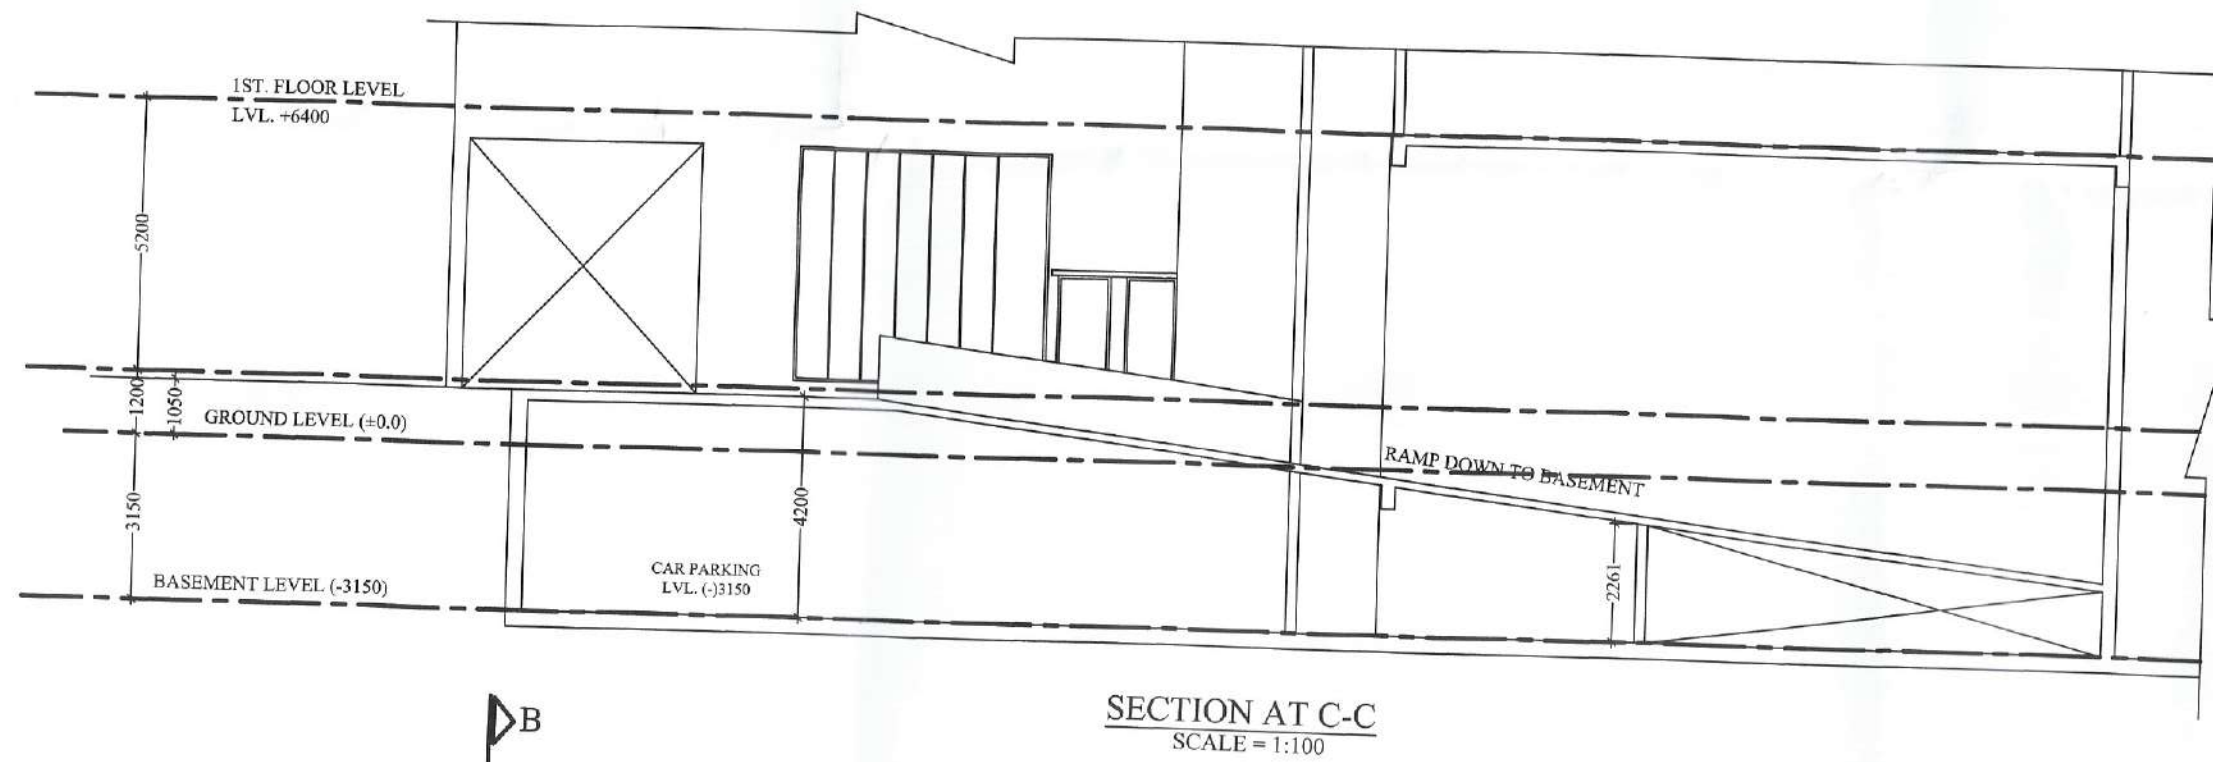 1ST. FLOOR LEVEL
LVL. +6400
5200
1200
1050
GROUND LEVEL (±0.0)
3150
4200
RAMP DOWN TO BASEMENT
BASEMENT LEVEL (-3150)
CAR PARKING
LVL. (-)3150
2261
B
SECTION AT C-C
SCALE = 1:100